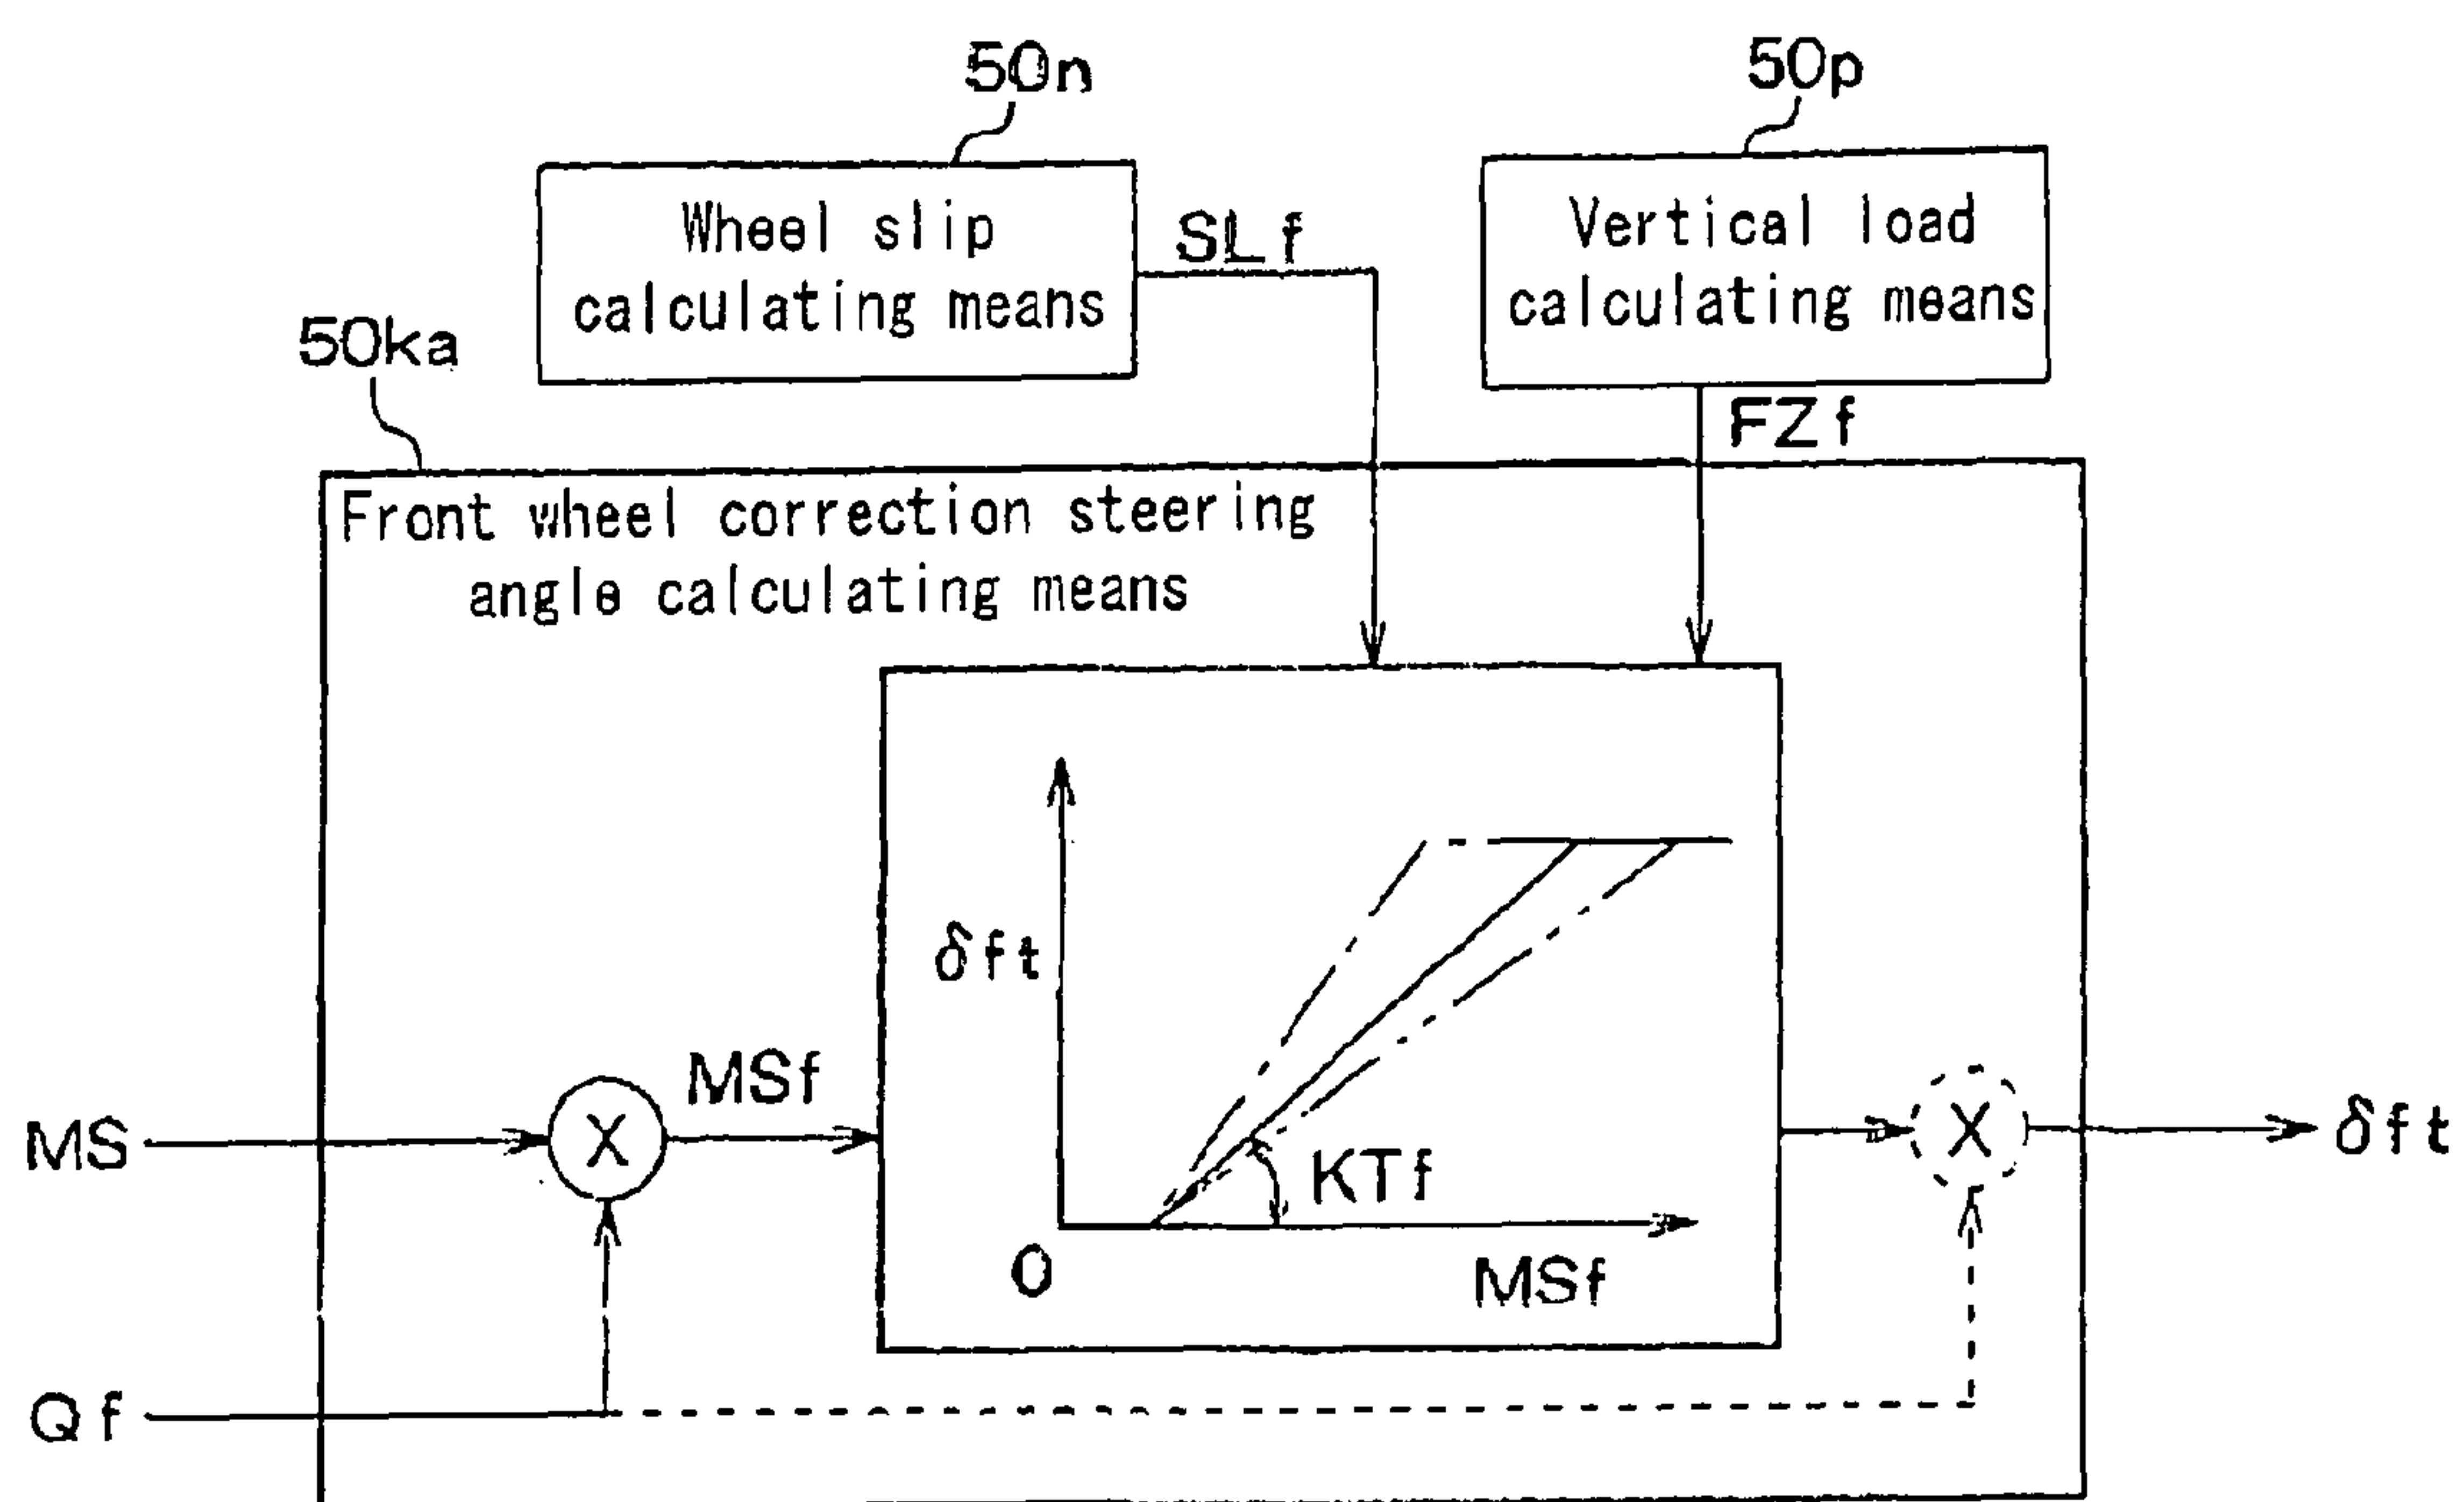 50n
50p
Wheel slip
calculating means
SLf
Vertical load
calculating means
50ka
FZf
Front wheel correction steering
angle calculating means
δft
MSf
MS
X
KTf
X
δft
0
MSf
Qf